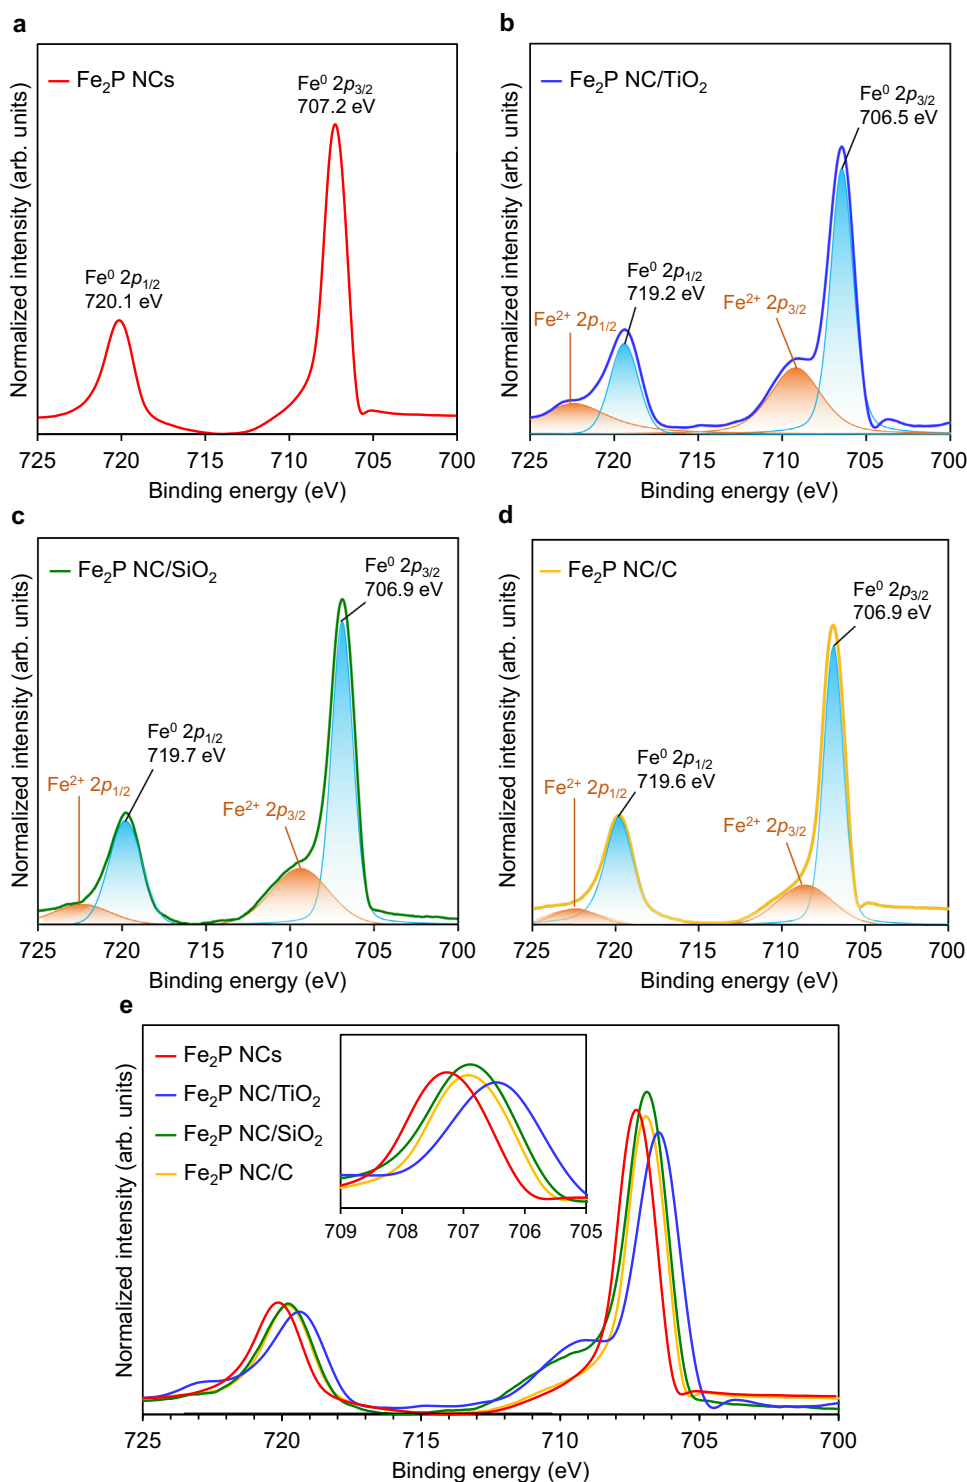 a
Fe₂P NCs
Fe⁰ 2p₃/₂
707.2 eV
Fe⁰ 2p₁/₂
720.1 eV
Normalized intensity (arb. units)
725 720 715 710 705 700
Binding energy (eV)
b
Fe₂P NC/TiO₂
Fe⁰ 2p₃/₂
706.5 eV
Fe⁰ 2p₁/₂
719.2 eV
Fe²⁺ 2p₃/₂
Fe²⁺ 2p₁/₂
Normalized intensity (arb. units)
725 720 715 710 705 700
Binding energy (eV)
c
Fe₂P NC/SiO₂
Fe⁰ 2p₃/₂
706.9 eV
Fe⁰ 2p₁/₂
719.7 eV
Fe²⁺ 2p₁/₂
Fe²⁺ 2p₃/₂
Normalized intensity (arb. units)
725 720 715 710 705 700
Binding energy (eV)
d
Fe₂P NC/C
Fe⁰ 2p₃/₂
706.9 eV
Fe⁰ 2p₁/₂
719.6 eV
Fe²⁺ 2p₁/₂
Fe²⁺ 2p₃/₂
Normalized intensity (arb. units)
725 720 715 710 705 700
Binding energy (eV)
e
Fe₂P NCs
Fe₂P NC/TiO₂
Fe₂P NC/SiO₂
Fe₂P NC/C
709 708 707 706 705
Normalized intensity (arb. units)
725 720 715 710 705 700
Binding energy (eV)